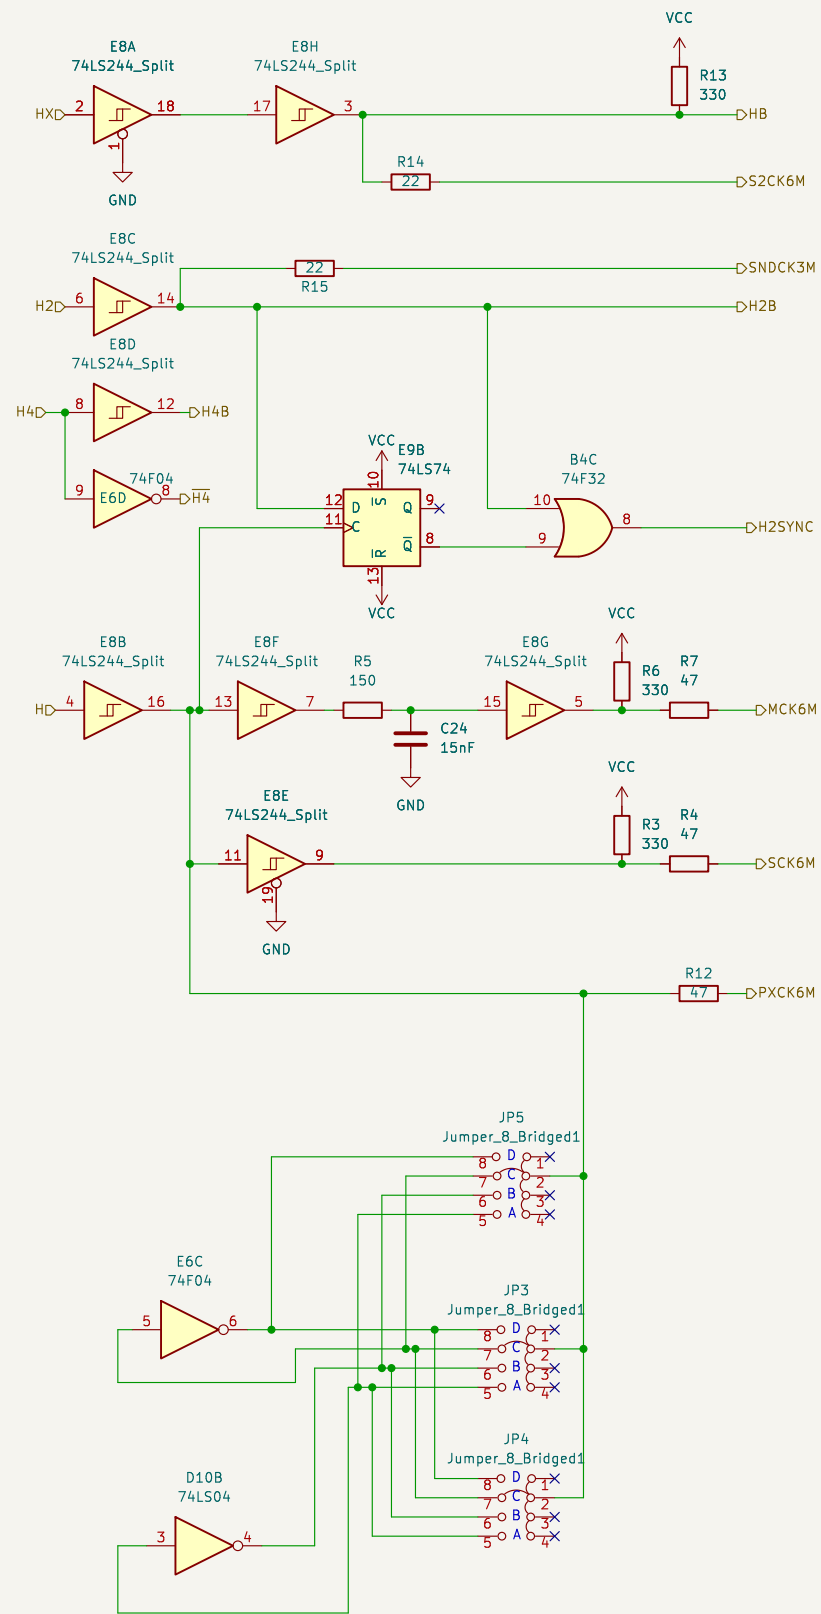 VCC
E8A
74LS244_Split
E8H
74LS244_Split
R13
330
HX
2
18
17
3
HB
1
GND
R14
22
S2CK6M
E8C
74LS244_Split
22
R15
SNDCK3M
H2
6
14
H2B
E8D
74LS244_Split
H4
8
12
H4B
VCC
E9B
74LS74
B4C
74F32
74F04
9
E6D
8
H4
10
S
12
D
Q
9
11
C
10
8
H2SYNC
R
Q
8
9
13
VCC
VCC
E8B
74LS244_Split
E8F
74LS244_Split
R5
150
E8G
74LS244_Split
R6
330
R7
47
H
4
16
13
7
15
5
MCK6M
C24
15nF
GND
VCC
E8E
74LS244_Split
R3
330
R4
47
11
9
SCK6M
19
GND
R12
47
PXCK6M
JP5
Jumper_8_Bridged1
8
D
1
7
C
2
6
B
3
5
A
4
E6C
74F04
5
6
JP3
Jumper_8_Bridged1
8
D
1
7
C
2
6
B
3
5
A
4
JP4
Jumper_8_Bridged1
8
D
1
7
C
2
6
B
3
5
A
4
D10B
74LS04
3
4